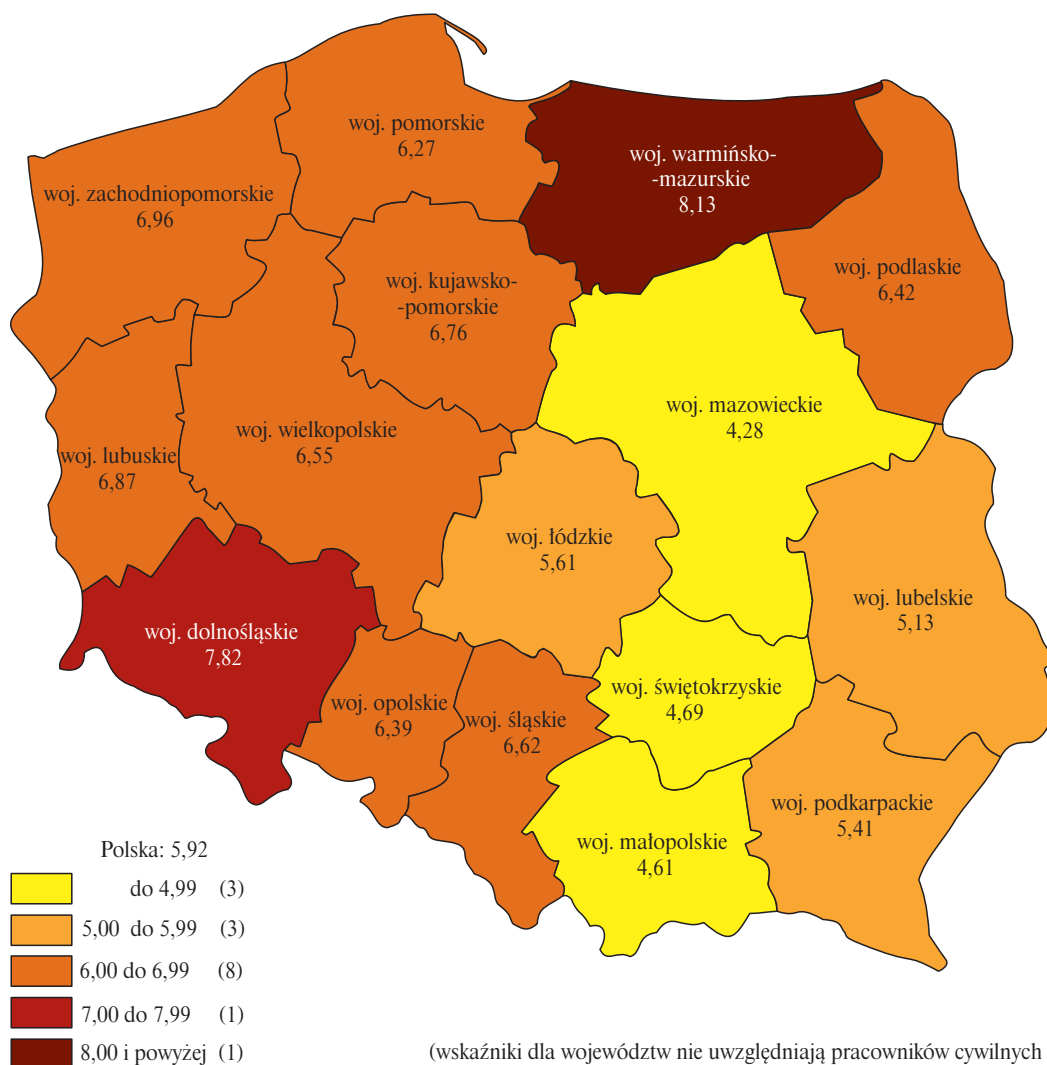 woj. pomorskie
6,27
woj. warmińsko-
-mazurskie
8,13
woj. zachodniopomorskie
6,96
woj. podlaskie
6,42
woj. kujawsko-
-pomorskie
6,76
woj. mazowieckie
4,28
woj. wielkopolskie
6,55
woj. lubuskie
6,87
woj. łódzkie
5,61
woj. lubelskie
5,13
woj. dolnośląskie
7,82
woj. świętokrzyskie
4,69
woj. opolskie
6,39
woj. śląskie
6,62
woj. podkarpackie
5,41
woj. małopolskie
4,61
Polska: 5,92
do 4,99 (3)
5,00 do 5,99 (3)
6,00 do 6,99 (8)
7,00 do 7,99 (1)
8,00 i powyżej (1)
(wskaźniki dla województw nie uwzględniają pracowników cywilnych